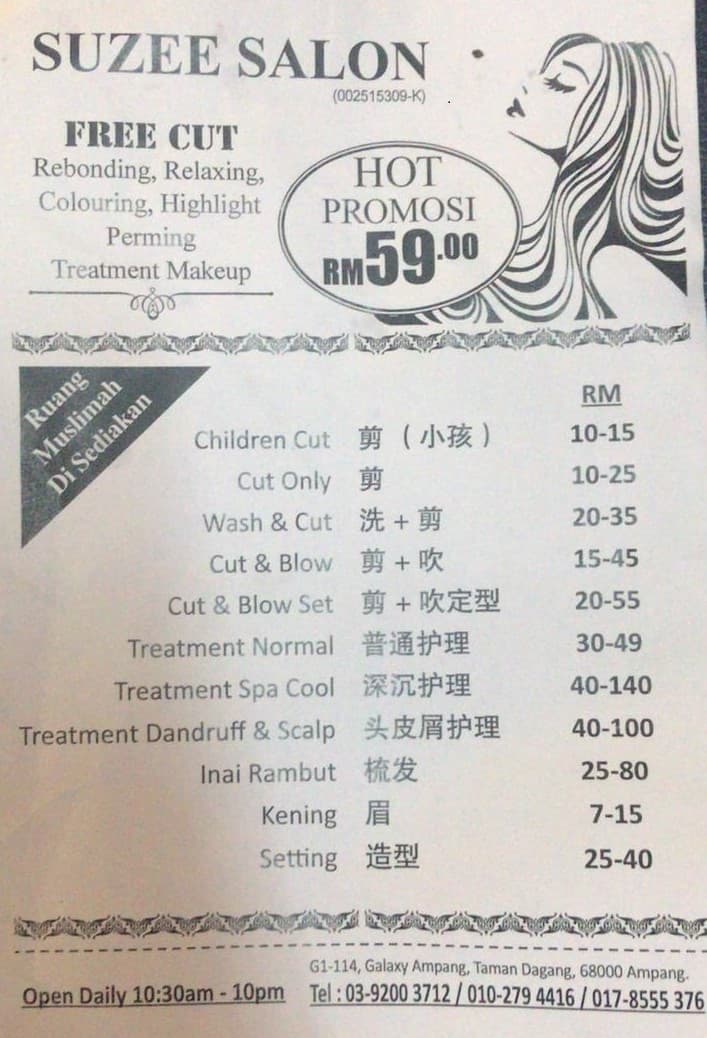 SUZEE SALON
(002515309-K)
FREE CUT
Rebonding, Relaxing,
Colouring, Highlight
Perming
Treatment Makeup
HOT
PROMOSI
RM59.00
Ruang
Muslimah
Di Sediakan
RM
Children Cut 剪 （小孩） 10-15
Cut Only 剪 10-25
Wash & Cut 洗 + 剪 20-35
Cut & Blow 剪 + 吹 15-45
Cut & Blow Set 剪 + 吹定型 20-55
Treatment Normal 普通护理 30-49
Treatment Spa Cool 深沉护理 40-140
Treatment Dandruff & Scalp 头皮屑护理 40-100
Inai Rambut 梳发 25-80
Kening 眉 7-15
Setting 造型 25-40
G1-114, Galaxy Ampang, Taman Dagang, 68000 Ampang.
Open Daily 10:30am - 10pm Tel : 03-9200 3712 / 010-279 4416 / 017-8555 376